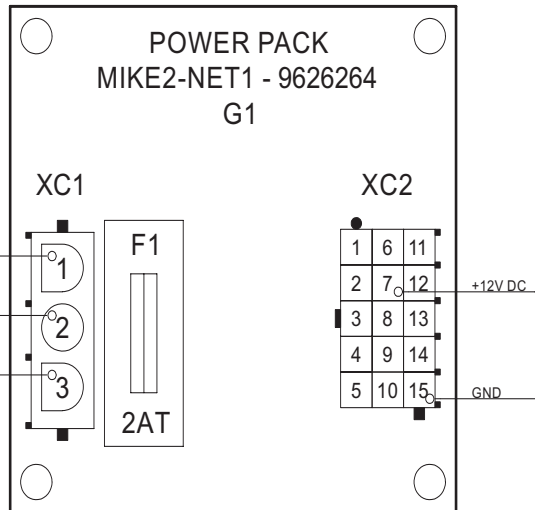 POWER PACK
MIKE2-NET1 - 9626264
G1
XC1
XC2
F1
1
2
3
2AT
1 6 11
2 7 12
3 8 13
4 9 14
5 10 15
+12V DC
GND